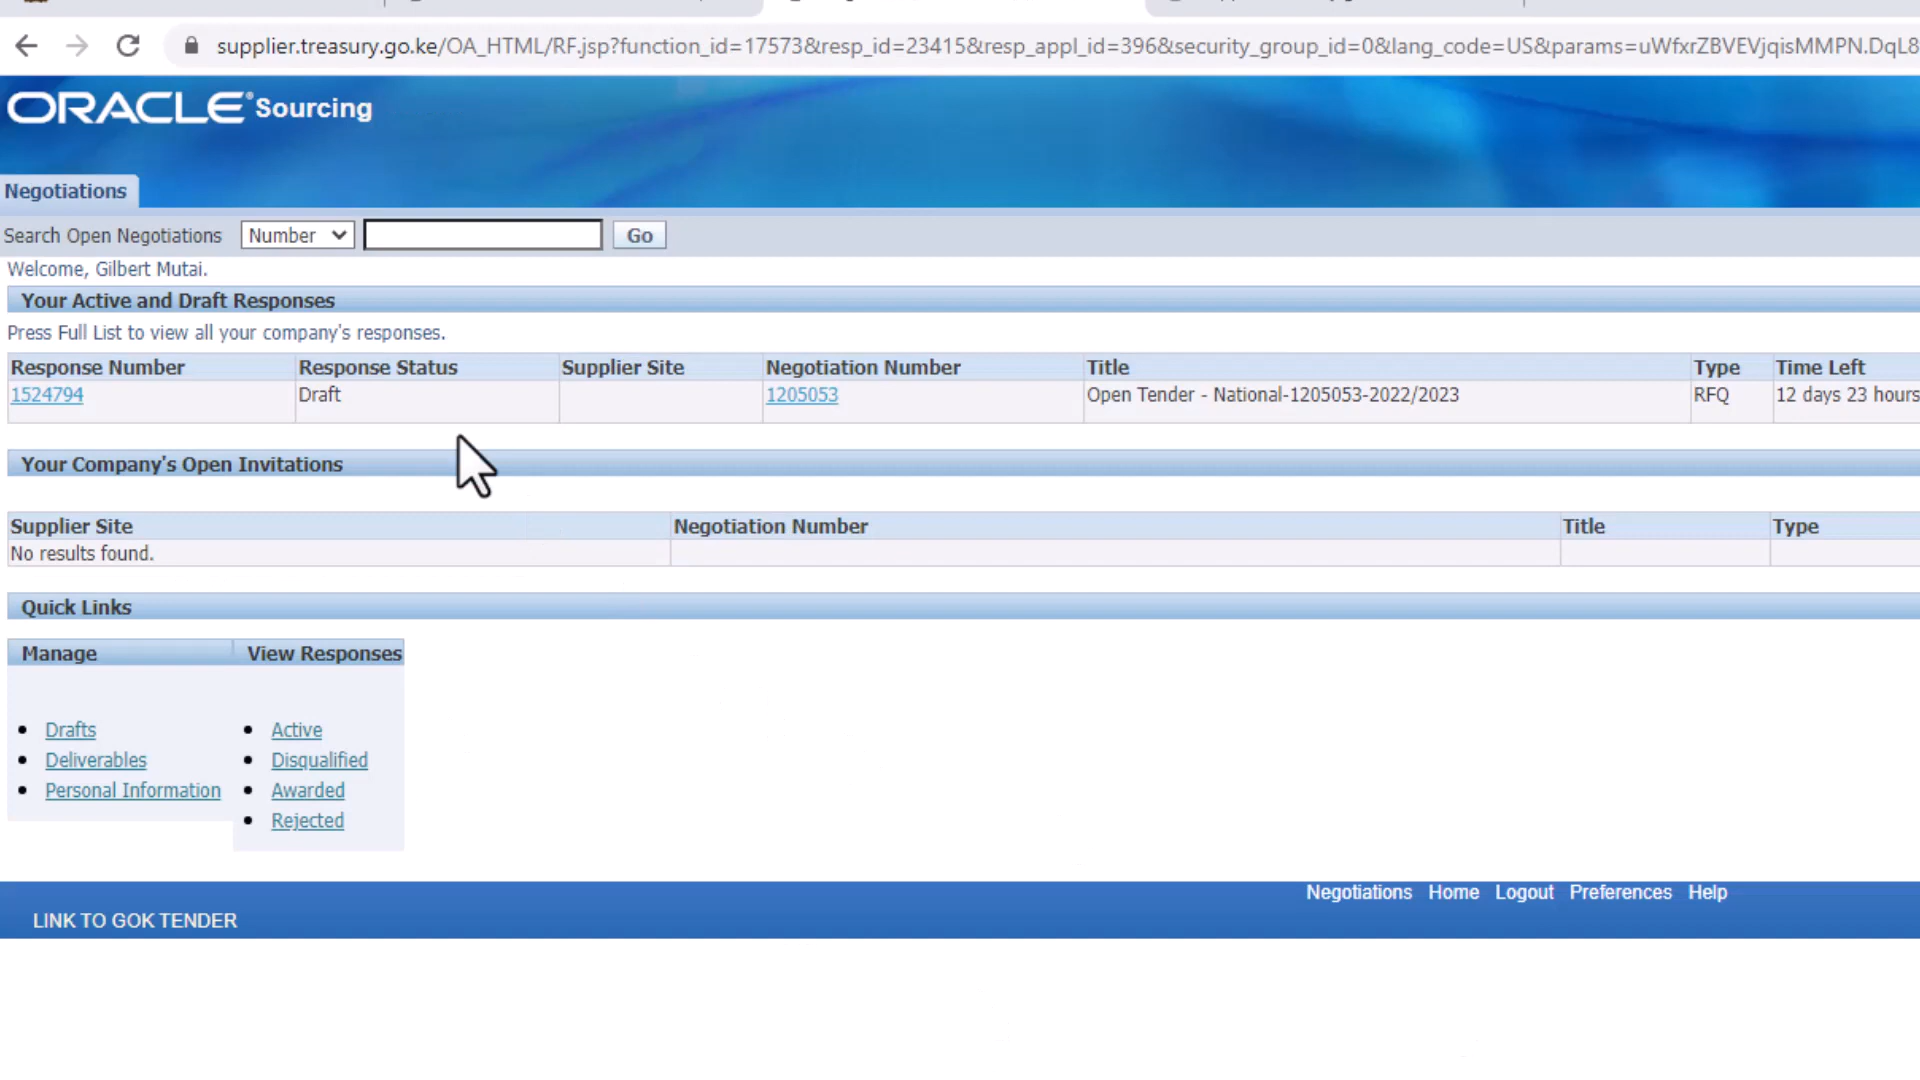 supplier.treasury.go.ke/OA_HTML/RF.jsp?function_id=17573&resp_id=23415&resp_appl_id=396&security_group_id=0&lang_code=US&params=uWfxrZBVEVjqisMMPN.DqL8
ORACLE® Sourcing
Negotiations
Search Open Negotiations Number Go
Welcome, Gilbert Mutai.
Your Active and Draft Responses
Press Full List to view all your company's responses.
Response Number Response Status Supplier Site Negotiation Number Title Type Time Left
1524794 Draft 1205053 Open Tender - National-1205053-2022/2023 RFQ 12 days 23 hours
Your Company's Open Invitations
Supplier Site Negotiation Number Title Type
No results found.
Quick Links
Manage View Responses
• Drafts • Active
• Deliverables • Disqualified
• Personal Information • Awarded
• Rejected
Negotiations Home Logout Preferences Help
LINK TO GOK TENDER